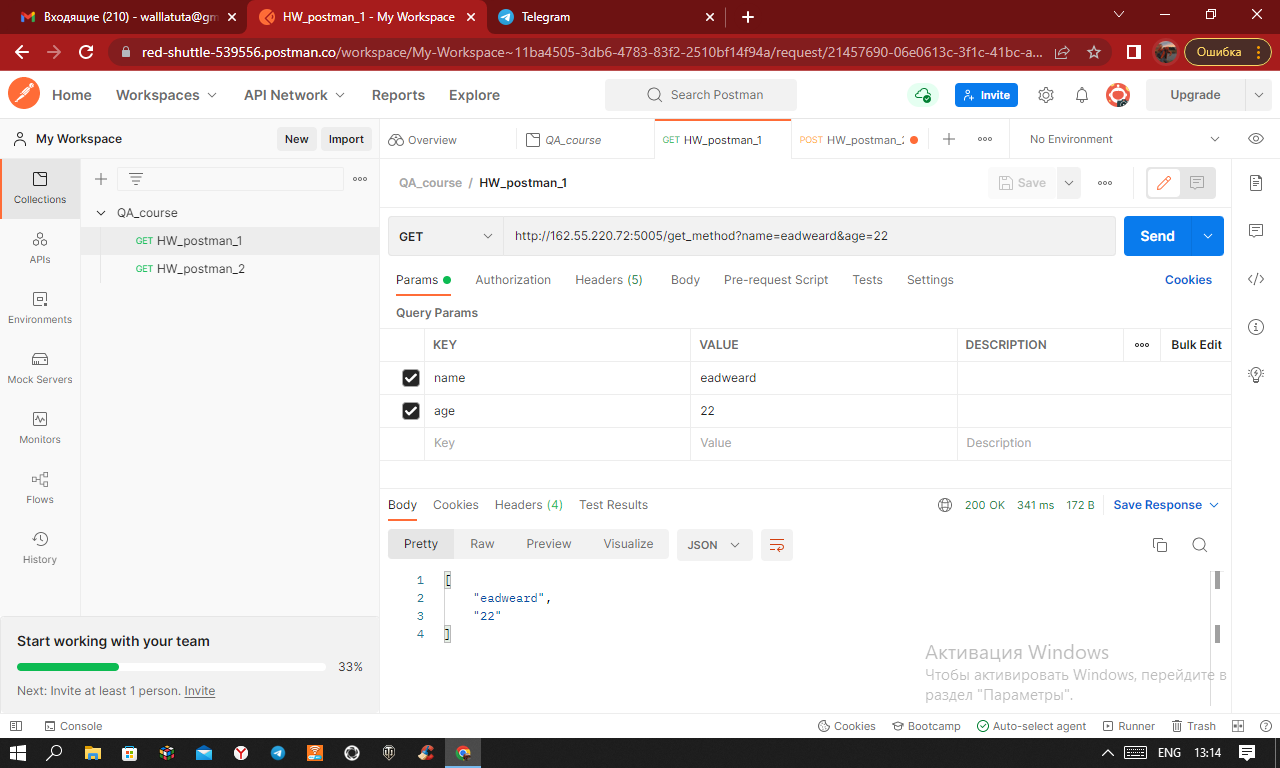 Входящие (210) - walllatuta@gm
HW_postman_1 - My Workspace
Telegram
red-shuttle-539556.postman.co/workspace/My-Workspace~11ba4505-3db6-4783-83f2-2510bf14f94a/request/21457690-06e0613c-3f1c-41bc-a...
Ошибка
Home
Workspaces
API Network
Reports
Explore
Search Postman
Invite
Upgrade
My Workspace
New
Import
Overview
QA_course
GET HW_postman_1
POST HW_postman_2
No Environment
Collections
APIs
Environments
Mock Servers
Monitors
Flows
History
QA_course
GET HW_postman_1
GET HW_postman_2
QA_course / HW_postman_1
Save
GET
http://162.55.220.72:5005/get_method?name=eadweard&age=22
Send
Params
Authorization
Headers (5)
Body
Pre-request Script
Tests
Settings
Cookies
Query Params
KEY VALUE DESCRIPTION
Bulk Edit
name eadweard
age 22
Key Value Description
Body
Cookies
Headers (4)
Test Results
200 OK 341 ms 172 B
Save Response
Pretty
Raw
Preview
Visualize
JSON
1 [
2 "eadweard",
3 "22"
4 ]
Start working with your team
33%
Next: Invite at least 1 person. Invite
Активация Windows
Чтобы активировать Windows, перейдите в
раздел "Параметры".
Console
Cookies
Bootcamp
Auto-select agent
Runner
Trash
ENG
13:14